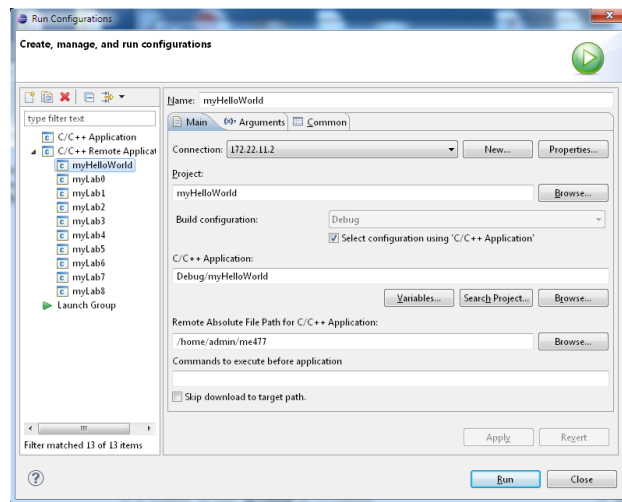 Run Configurations
Create, manage, and run configurations
type filter text
C/C++ Application
C/C++ Remote Applicat
myHelloWorld
myLab0
myLab1
myLab2
myLab3
myLab4
myLab5
myLab6
myLab7
myLab8
Launch Group
Filter matched 13 of 13 items
Name: myHelloWorld
Main Arguments Common
Connection: 172.22.11.2 New... Properties...
Project:
myHelloWorld Browse...
Build configuration: Debug
Select configuration using 'C/C++ Application'
C/C++ Application:
Debug/myHelloWorld
Variables... Search Project... Browse...
Remote Absolute File Path for C/C++ Application:
/home/admin/me477 Browse...
Commands to execute before application
Skip download to target path.
Apply Revert
Run Close